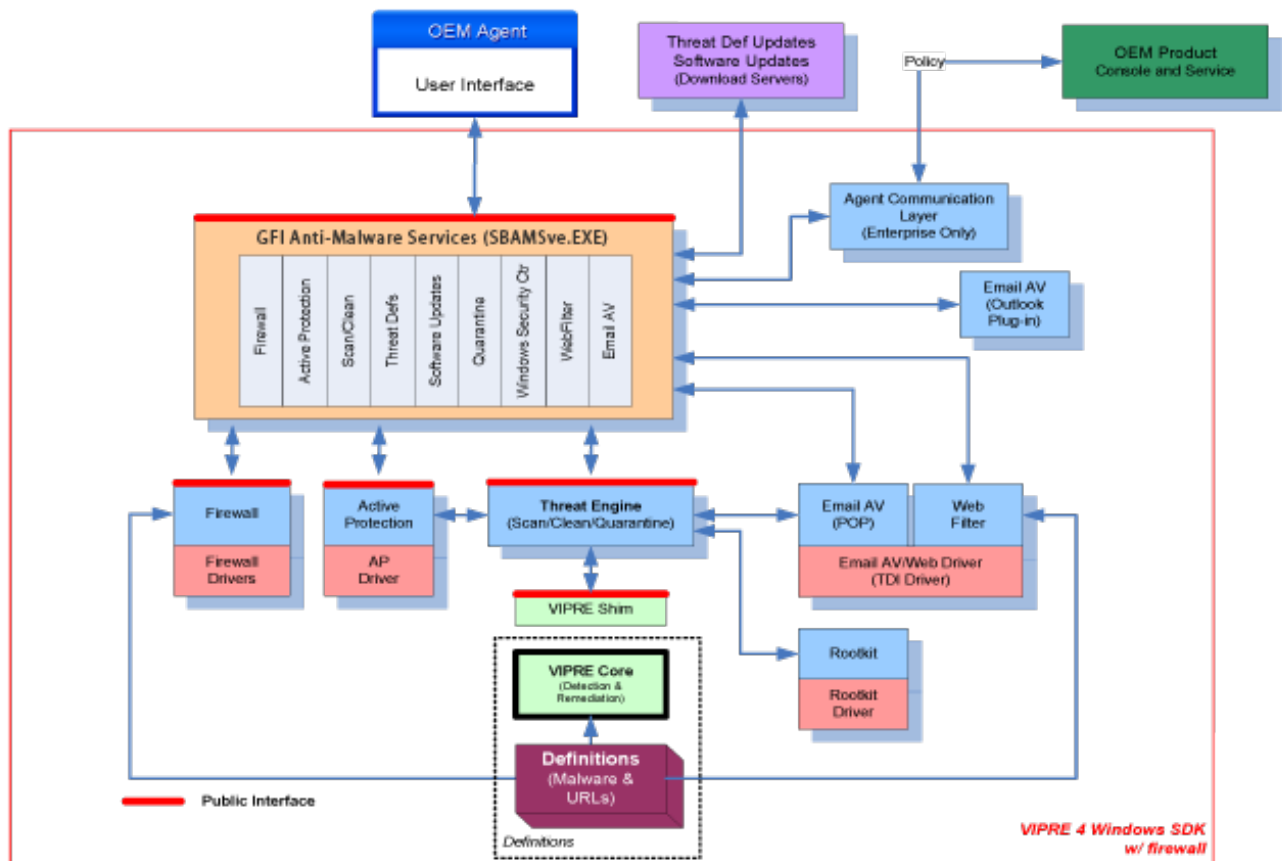 OEM Agent
User Interface
Threat Def Updates
Software Updates
(Download Servers)
Policy
OEM Product
Console and Service
Agent Communication
Layer
(Enterprise Only)
GFI Anti-Malware Services (SBAMSve.EXE)
Firewall
Active Protection
Scan/Clean
Threat Defs
Software Updates
Quarantine
Windows Security Ctr
WebFilter
Email AV
Email AV
(Outlook
Plug-in)
Firewall
Firewall
Drivers
Active
Protection
AP
Driver
Threat Engine
(Scan/Clean/Quarantine)
Email AV
(POP)
Web
Filter
Email AV/Web Driver
(TDI Driver)
VIPRE Shim
VIPRE Core
(Detection &
Remediation)
Rootkit
Rootkit
Driver
Definitions
(Malware &
URLs)
Definitions
Public Interface
VIPRE 4 Windows SDK
w/ firewall